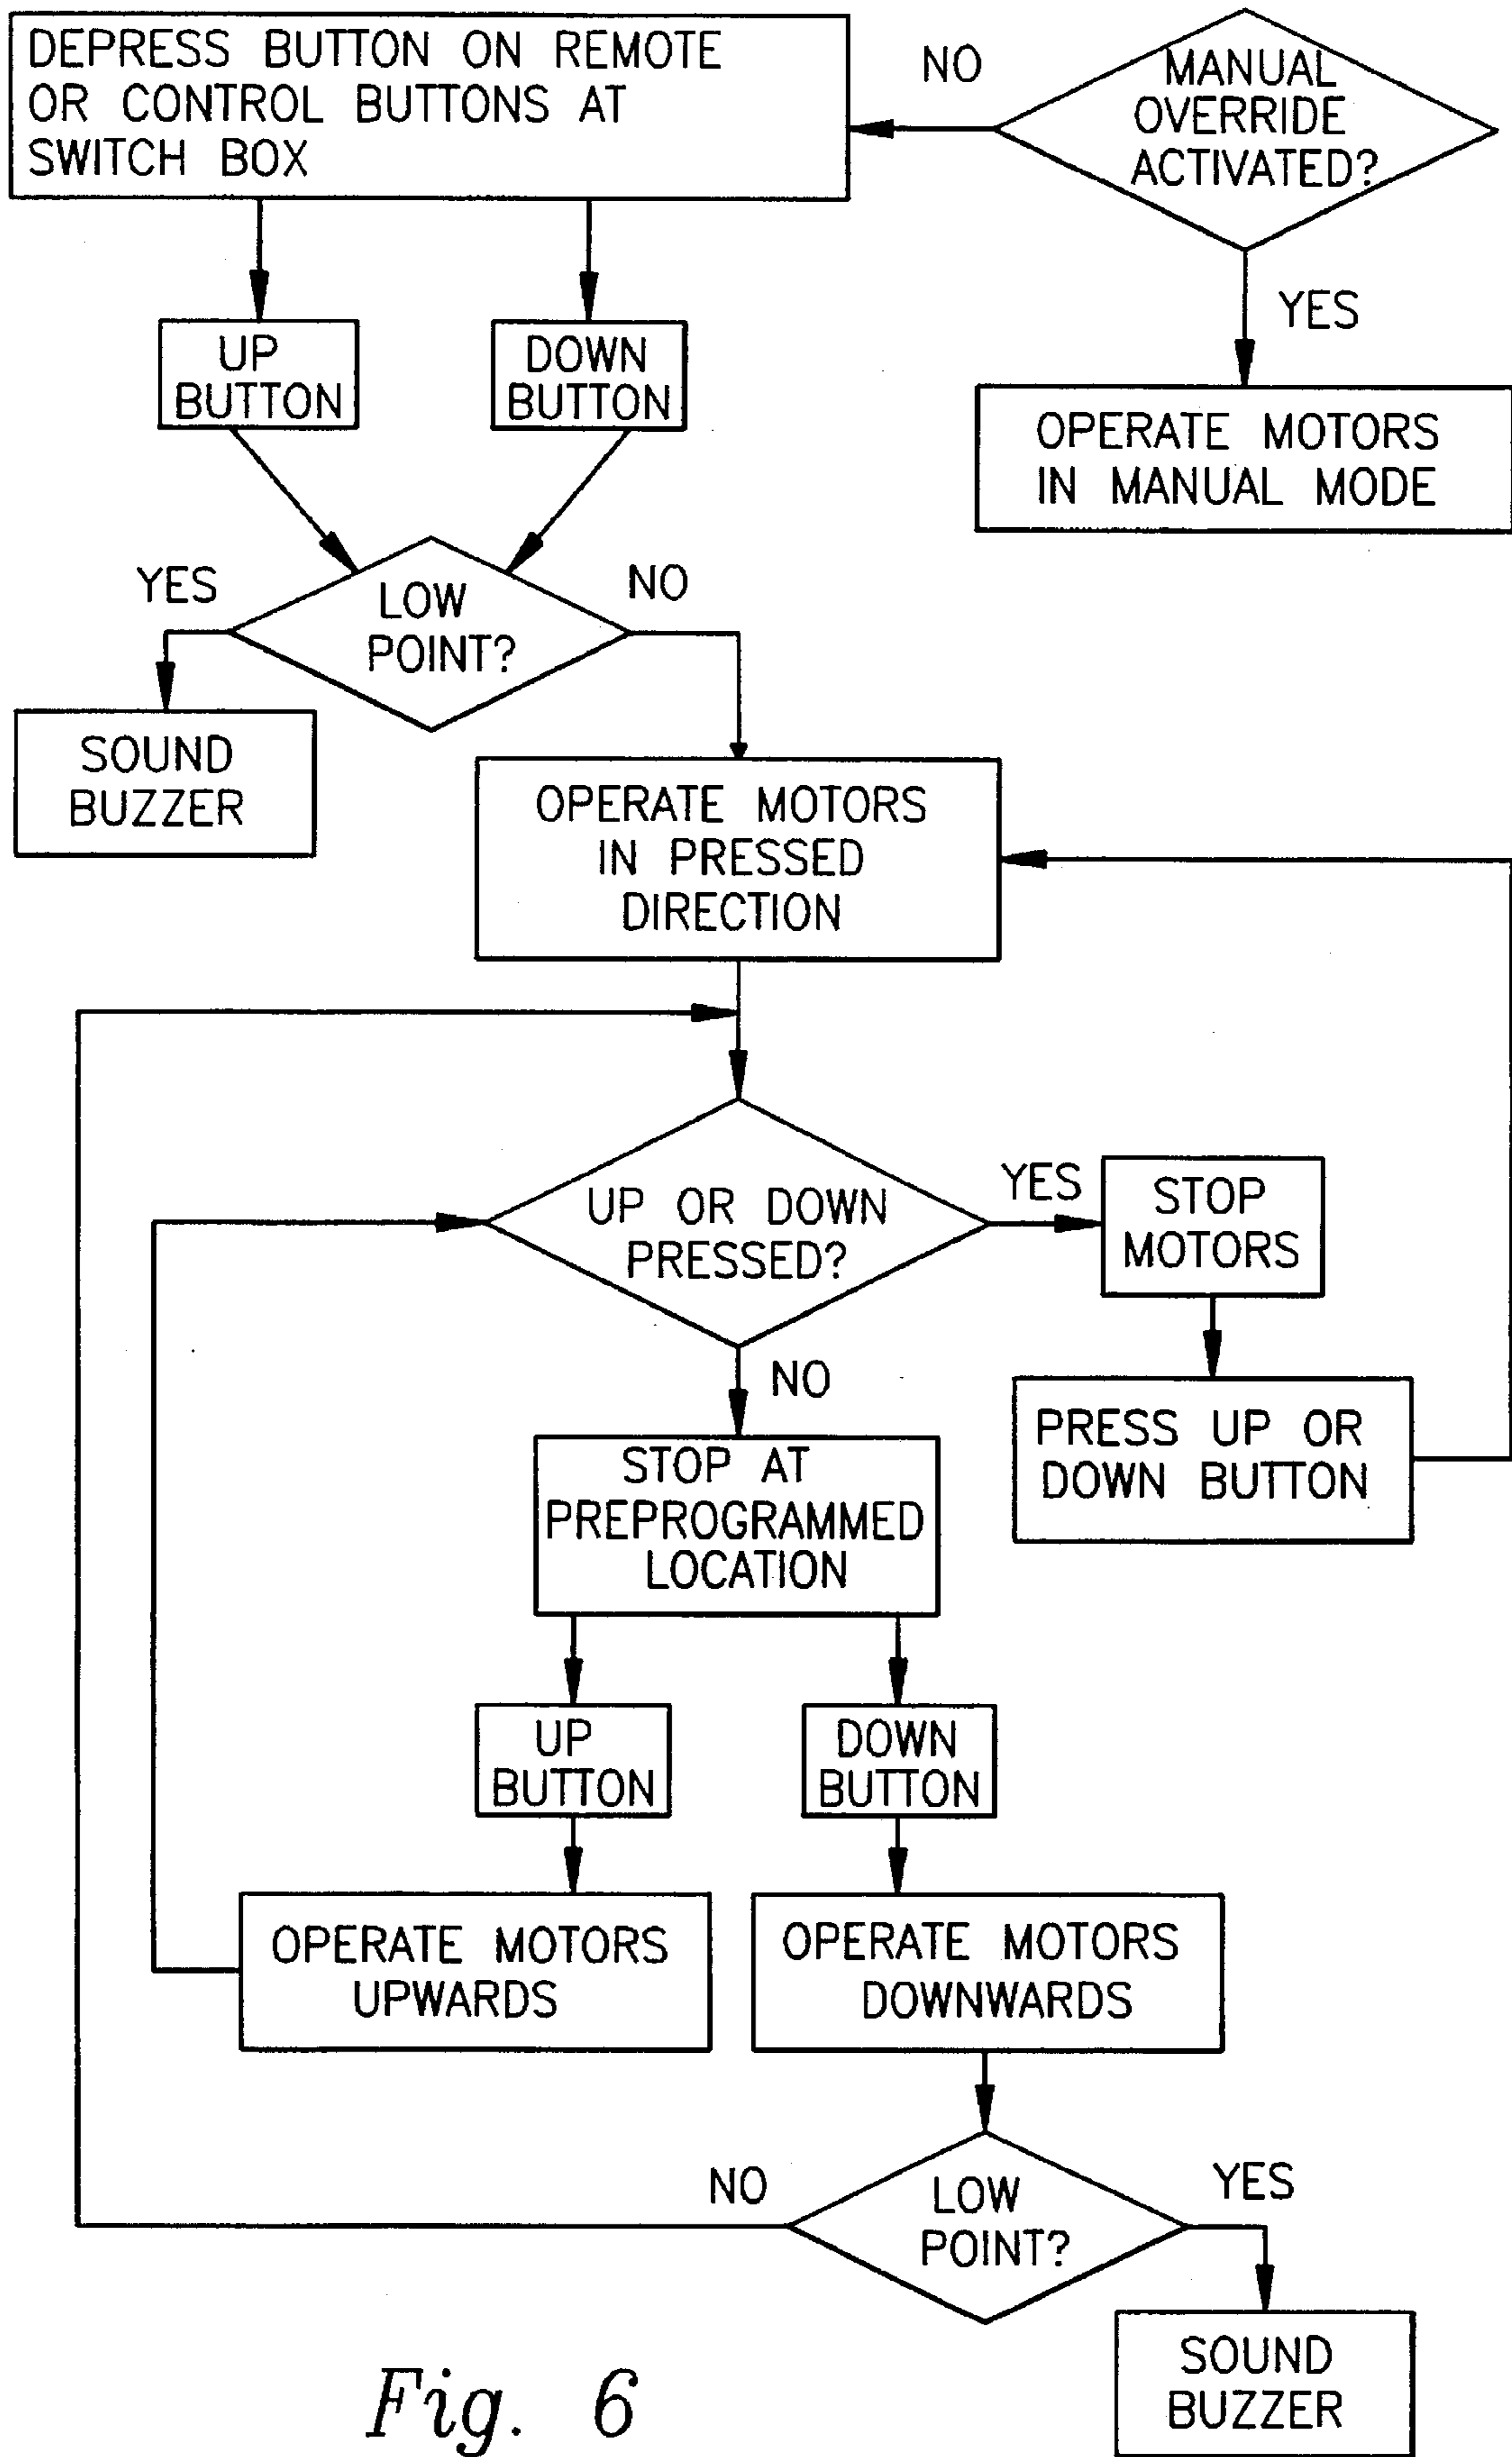 DEPRESS BUTTON ON REMOTE
OR CONTROL BUTTONS AT
SWITCH BOX
NO
MANUAL
OVERRIDE
ACTIVATED?
YES
UP
BUTTON
DOWN
BUTTON
OPERATE MOTORS
IN MANUAL MODE
YES
LOW
POINT?
NO
SOUND
BUZZER
OPERATE MOTORS
IN PRESSED
DIRECTION
UP OR DOWN
PRESSED?
YES
STOP
MOTORS
NO
PRESS UP OR
DOWN BUTTON
STOP AT
PREPROGRAMMED
LOCATION
UP
BUTTON
DOWN
BUTTON
OPERATE MOTORS
UPWARDS
OPERATE MOTORS
DOWNWARDS
NO
LOW
POINT?
YES
SOUND
BUZZER
Fig. 6